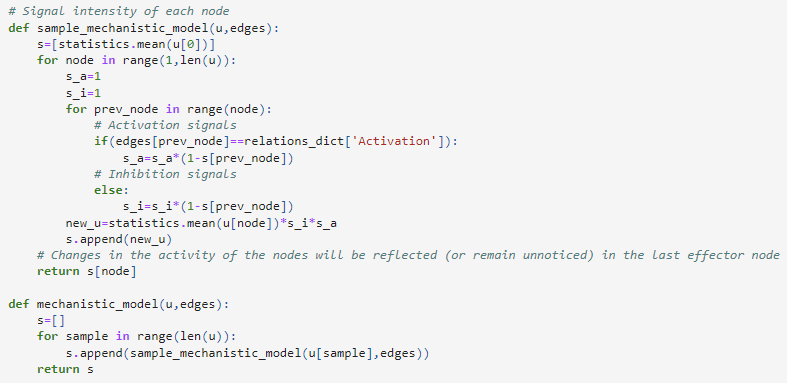 # Signal intensity of each node
def sample_mechanistic_model(u,edges):
    s=[statistics.mean(u[0])]
    for node in range(1,len(u)):
        s_a=1
        s_i=1
        for prev_node in range(node):
            # Activation signals
            if(edges[prev_node]==relations_dict['Activation']):
                s_a=s_a*(1-s[prev_node])
            # Inhibition signals
            else:
                s_i=s_i*(1-s[prev_node])
        new_u=statistics.mean(u[node])*s_i*s_a
        s.append(new_u)
    # Changes in the activity of the nodes will be reflected (or remain unnoticed) in the last effector node
    return s[node]

def mechanistic_model(u,edges):
    s=[]
    for sample in range(len(u)):
        s.append(sample_mechanistic_model(u[sample],edges))
    return s